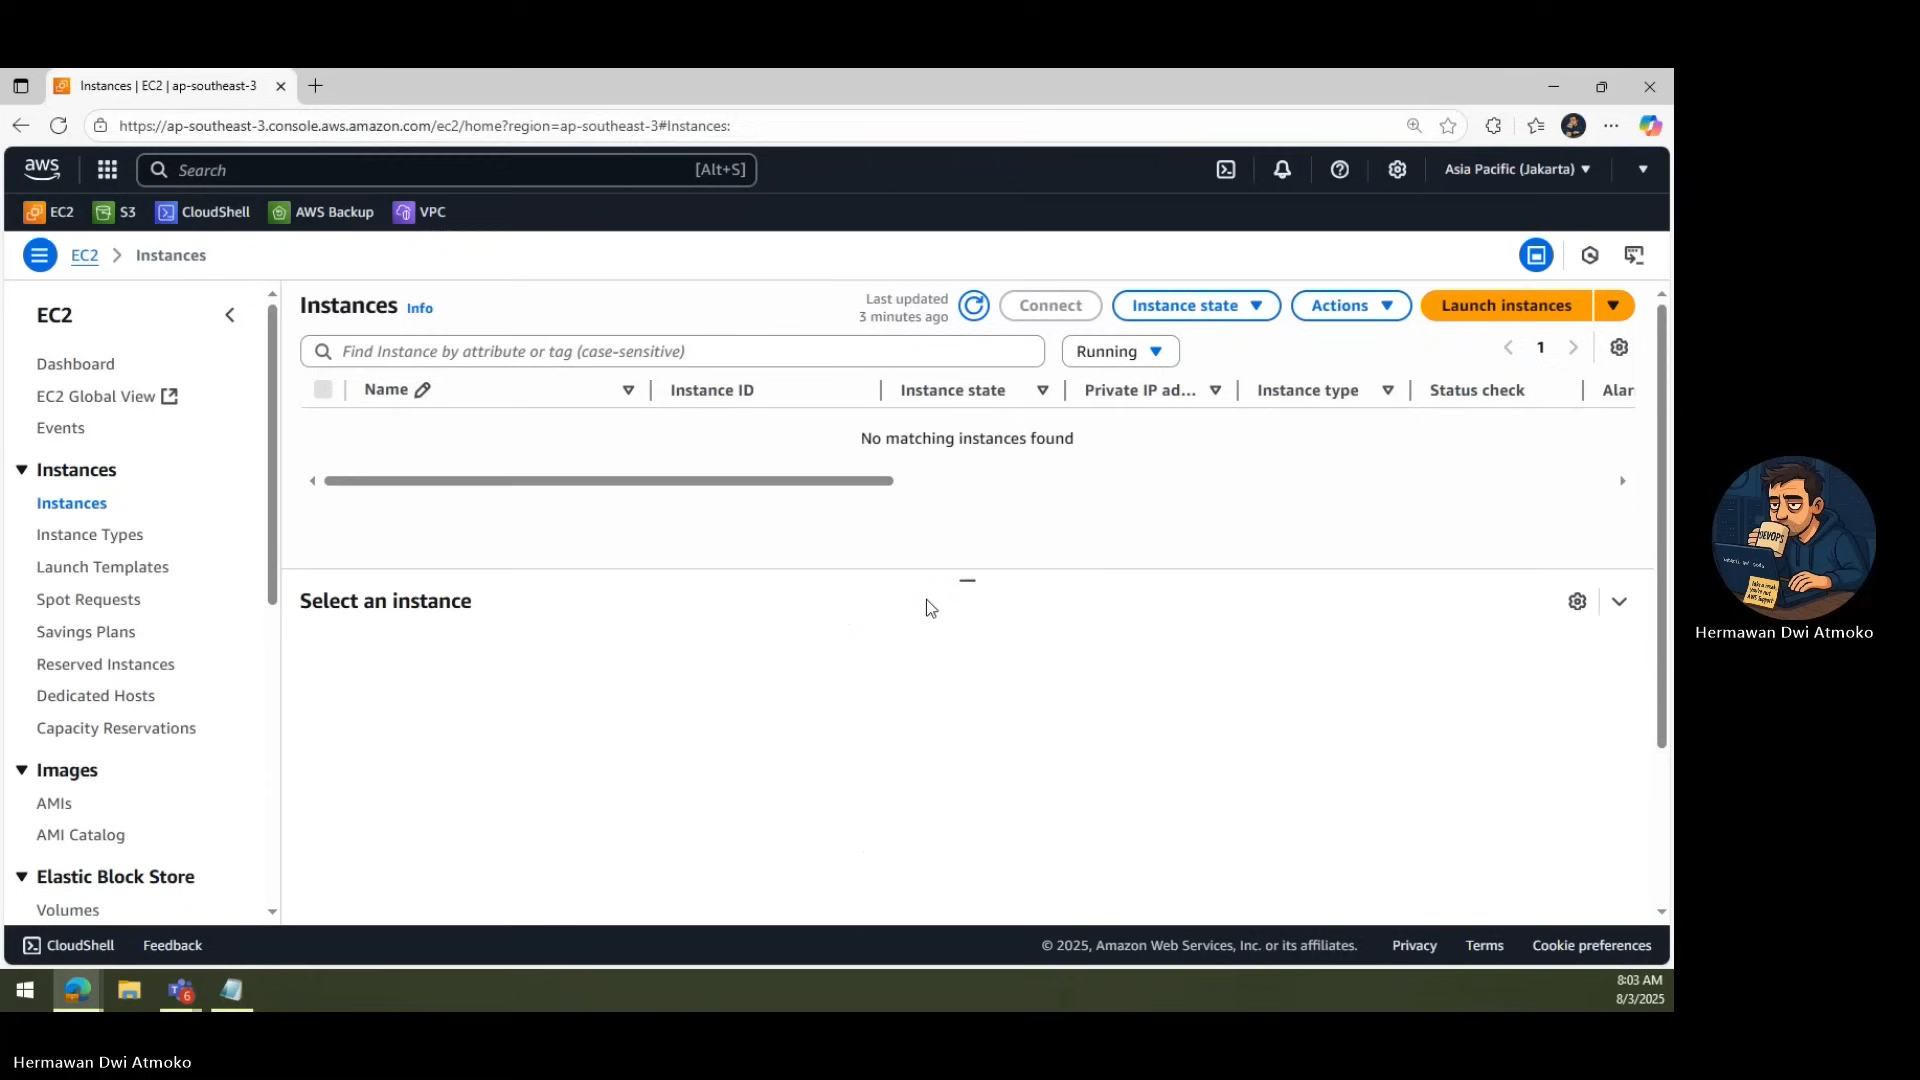 Instances | EC2 | ap-southeast-3
https://ap-southeast-3.console.aws.amazon.com/ec2/home?region=ap-southeast-3#Instances:
aws
Search
[Alt+S]
Asia Pacific (Jakarta)
EC2
S3
CloudShell
AWS Backup
VPC
EC2
Instances
EC2
Dashboard
EC2 Global View
Events
Instances
Instances
Instance Types
Launch Templates
Spot Requests
Savings Plans
Reserved Instances
Dedicated Hosts
Capacity Reservations
Images
AMIs
AMI Catalog
Elastic Block Store
Volumes
Instances Info
Last updated
3 minutes ago
Connect
Instance state
Actions
Launch instances
Find Instance by attribute or tag (case-sensitive)
Running
1
Name
Instance ID
Instance state
Private IP ad...
Instance type
Status check
Alar
No matching instances found
Select an instance
CloudShell
Feedback
© 2025, Amazon Web Services, Inc. or its affiliates.
Privacy
Terms
Cookie preferences
6
8:03 AM
8/3/2025
DEVOPS
Hermawan Dwi Atmoko
Hermawan Dwi Atmoko